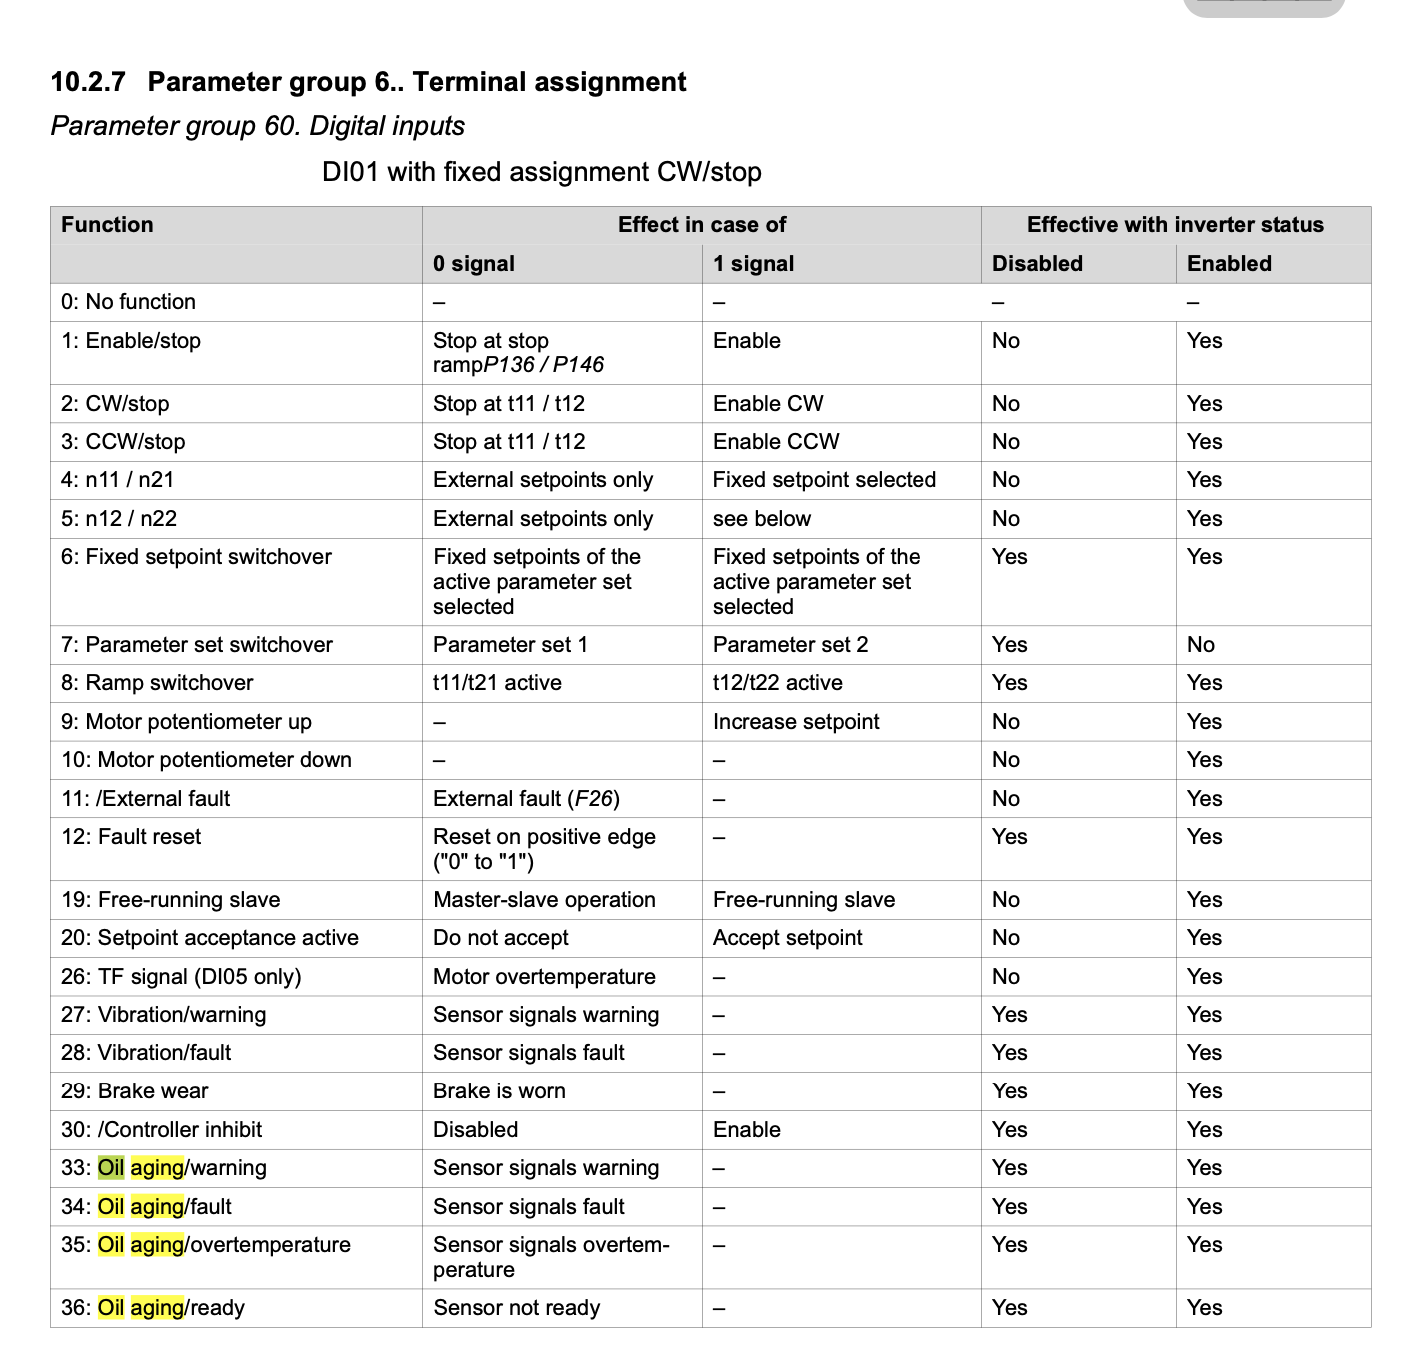 10.2.7 Parameter group 6.. Terminal assignment
Parameter group 60. Digital inputs
DI01 with fixed assignment CW/stop
Function Effect in case of Effective with inverter status
0 signal 1 signal Disabled Enabled
0: No function – – – –
1: Enable/stop Stop at stop Enable No Yes
rampP136 / P146
2: CW/stop Stop at t11 / t12 Enable CW No Yes
3: CCW/stop Stop at t11 / t12 Enable CCW No Yes
4: n11 / n21 External setpoints only Fixed setpoint selected No Yes
5: n12 / n22 External setpoints only see below No Yes
6: Fixed setpoint switchover Fixed setpoints of the Fixed setpoints of the Yes Yes
active parameter set active parameter set
selected selected
7: Parameter set switchover Parameter set 1 Parameter set 2 Yes No
8: Ramp switchover t11/t21 active t12/t22 active Yes Yes
9: Motor potentiometer up – Increase setpoint No Yes
10: Motor potentiometer down – – No Yes
11: /External fault External fault (F26) – No Yes
12: Fault reset Reset on positive edge – Yes Yes
("0" to "1")
19: Free-running slave Master-slave operation Free-running slave No Yes
20: Setpoint acceptance active Do not accept Accept setpoint No Yes
26: TF signal (DI05 only) Motor overtemperature – No Yes
27: Vibration/warning Sensor signals warning – Yes Yes
28: Vibration/fault Sensor signals fault – Yes Yes
29: Brake wear Brake is worn – Yes Yes
30: /Controller inhibit Disabled Enable Yes Yes
33: Oil aging/warning Sensor signals warning – Yes Yes
34: Oil aging/fault Sensor signals fault – Yes Yes
35: Oil aging/overtemperature Sensor signals overtem- – Yes Yes
perature
36: Oil aging/ready Sensor not ready – Yes Yes